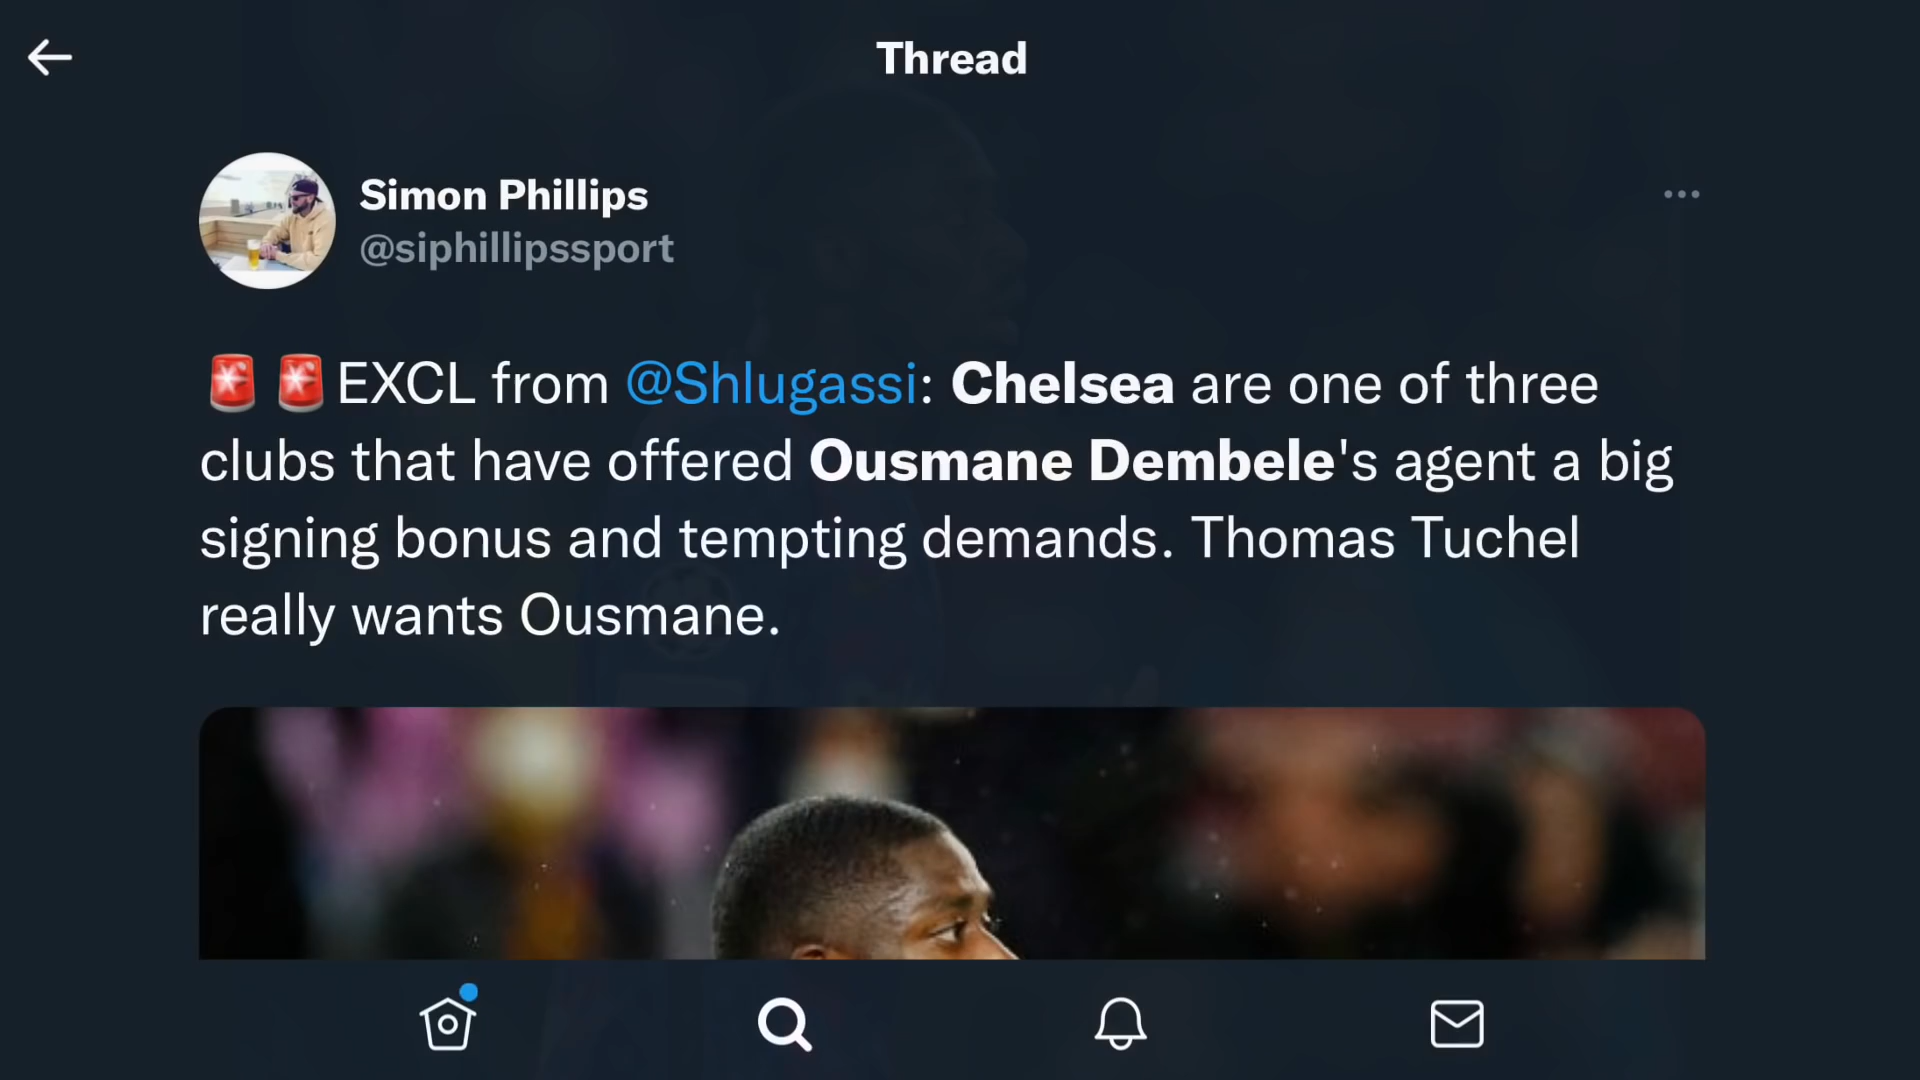 Thread
Simon Phillips
@siphillipssport
🚨🚨EXCL from @Shlugassi: Chelsea are one of three
clubs that have offered Ousmane Dembele's agent a big
signing bonus and tempting demands. Thomas Tuchel
really wants Ousmane.